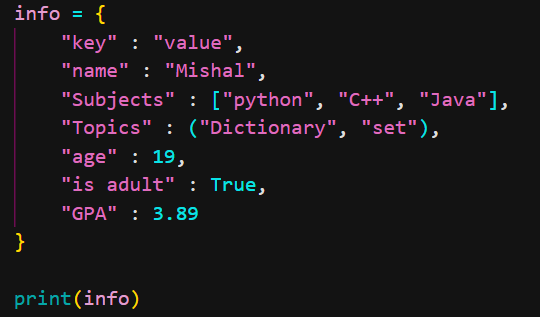 info = {
    "key" : "value",
    "name" : "Mishal",
    "Subjects" : ["python", "C++", "Java"],
    "Topics" : ("Dictionary", "set"),
    "age" : 19,
    "is adult" : True,
    "GPA" : 3.89
}
print(info)